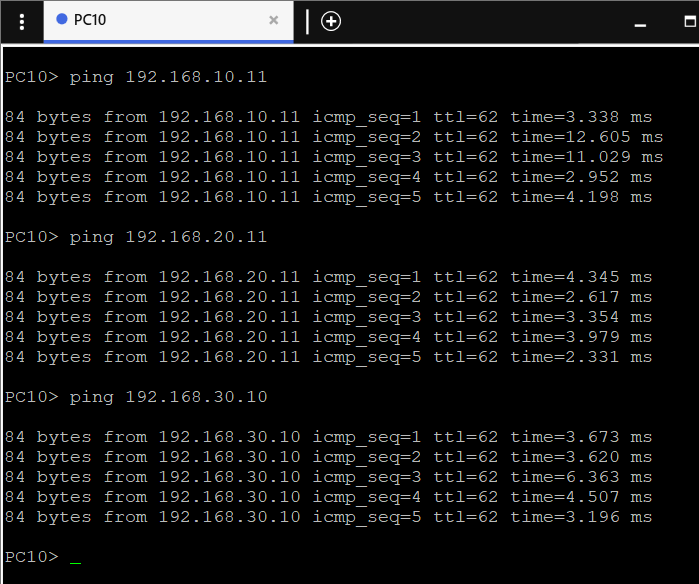 PC10
PC10> ping 192.168.10.11
84 bytes from 192.168.10.11 icmp_seq=1 ttl=62 time=3.338 ms
84 bytes from 192.168.10.11 icmp_seq=2 ttl=62 time=12.605 ms
84 bytes from 192.168.10.11 icmp_seq=3 ttl=62 time=11.029 ms
84 bytes from 192.168.10.11 icmp_seq=4 ttl=62 time=2.952 ms
84 bytes from 192.168.10.11 icmp_seq=5 ttl=62 time=4.198 ms
PC10> ping 192.168.20.11
84 bytes from 192.168.20.11 icmp_seq=1 ttl=62 time=4.345 ms
84 bytes from 192.168.20.11 icmp_seq=2 ttl=62 time=2.617 ms
84 bytes from 192.168.20.11 icmp_seq=3 ttl=62 time=3.354 ms
84 bytes from 192.168.20.11 icmp_seq=4 ttl=62 time=3.979 ms
84 bytes from 192.168.20.11 icmp_seq=5 ttl=62 time=2.331 ms
PC10> ping 192.168.30.10
84 bytes from 192.168.30.10 icmp_seq=1 ttl=62 time=3.673 ms
84 bytes from 192.168.30.10 icmp_seq=2 ttl=62 time=3.620 ms
84 bytes from 192.168.30.10 icmp_seq=3 ttl=62 time=6.363 ms
84 bytes from 192.168.30.10 icmp_seq=4 ttl=62 time=4.507 ms
84 bytes from 192.168.30.10 icmp_seq=5 ttl=62 time=3.196 ms
PC10> _